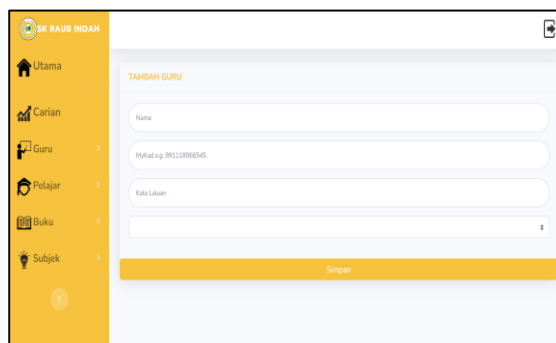 SK RAUB INDAH
Utama
Carian
Guru
Pelajar
Buku
Subjek
TAMBAH GURU
Nama
MyKad e.g. 991118066545
Kata Laluan
Simpan